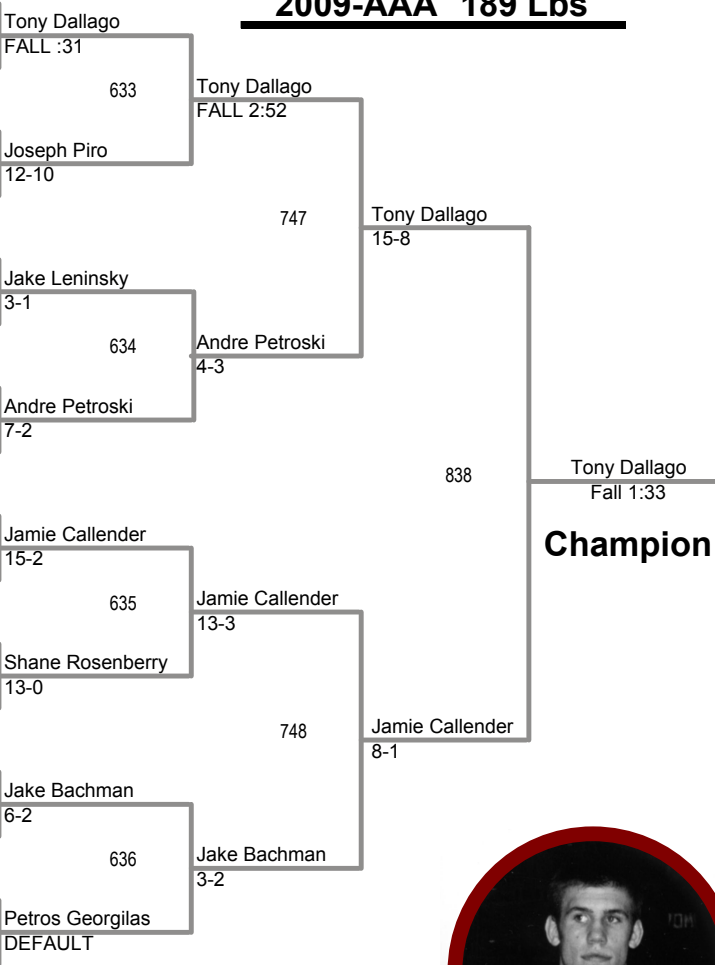 2009-AAA 189 Lbs
Tony Dallago
FALL :31
633
Tony Dallago
FALL 2:52
Joseph Piro
12-10
747
Tony Dallago
15-8
Jake Leninsky
3-1
634
Andre Petroski
4-3
Andre Petroski
7-2
838
Tony Dallago
Fall 1:33
Champion
Jamie Callender
15-2
635
Jamie Callender
13-3
Shane Rosenberry
13-0
748
Jamie Callender
8-1
Jake Bachman
6-2
636
Jake Bachman
3-2
Petros Georgilas
DEFAULT